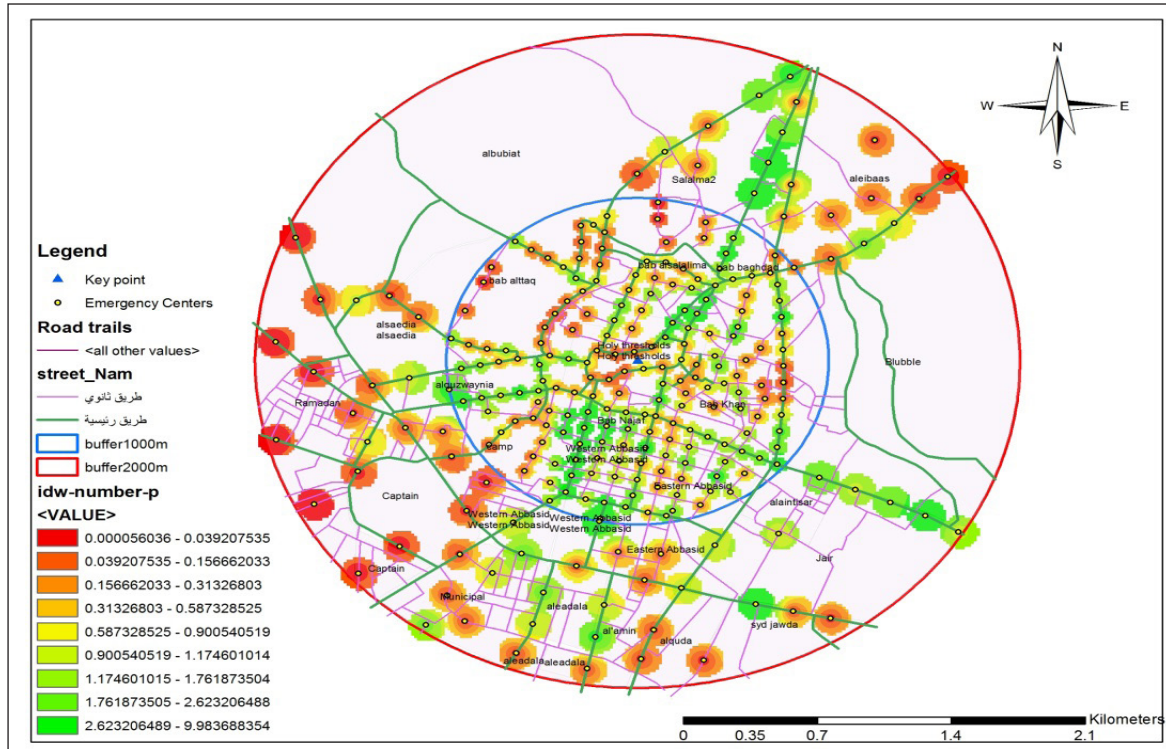 N
W
E
S
albubiat
Salalma2
aleibaas
bab alsalalima
bab baghdad
bab alttaq
alsaedia
alsaedia
Holy thresholds
Holy thresholds
Blubble
alquzwaynia
Ramadan
Bab Khan
Bab Najaf
camp
Western Abbasid
Western Abbasid
Eastern Abbasid
Captain
alaintisar
Western Abbasid
Western Abbasid
Western Abbasid
Western Abbasid
Eastern Abbasid
Jair
Captain
Municipal
aleadala
al'amin
alquda
syd jawda
aleadala
aleadala
Legend
Key point
Emergency Centers
Road trails
<all other values>
street_Nam
طريق ثانوي
طريق رئيسية
buffer1000m
buffer2000m
idw-number-p
<VALUE>
0.000056036 - 0.039207535
0.039207535 - 0.156662033
0.156662033 - 0.31326803
0.31326803 - 0.587328525
0.587328525 - 0.900540519
0.900540519 - 1.174601014
1.174601015 - 1.761873504
1.761873505 - 2.623206488
2.623206489 - 9.983688354
Kilometers
0 0.35 0.7 1.4 2.1